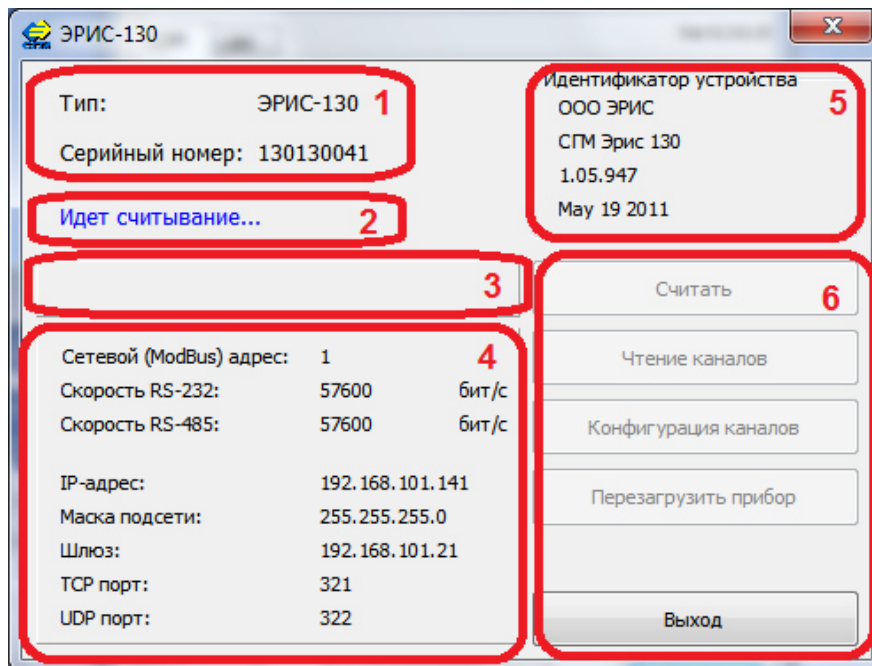 ЭРИС-130
Тип: ЭРИС-130 1
Серийный номер: 130130041
Идет считывание... 2
3
Сетевой (ModBus) адрес: 1 4
Скорость RS-232: 57600 бит/с
Скорость RS-485: 57600 бит/с
IP-адрес: 192.168.101.141
Маска подсети: 255.255.255.0
Шлюз: 192.168.101.21
TCP порт: 321
UDP порт: 322
Идентификатор устройства
ООО ЭРИС 5
СГМ Эрис 130
1.05.947
May 19 2011
Считать 6
Чтение каналов
Конфигурация каналов
Перезагрузить прибор
Выход